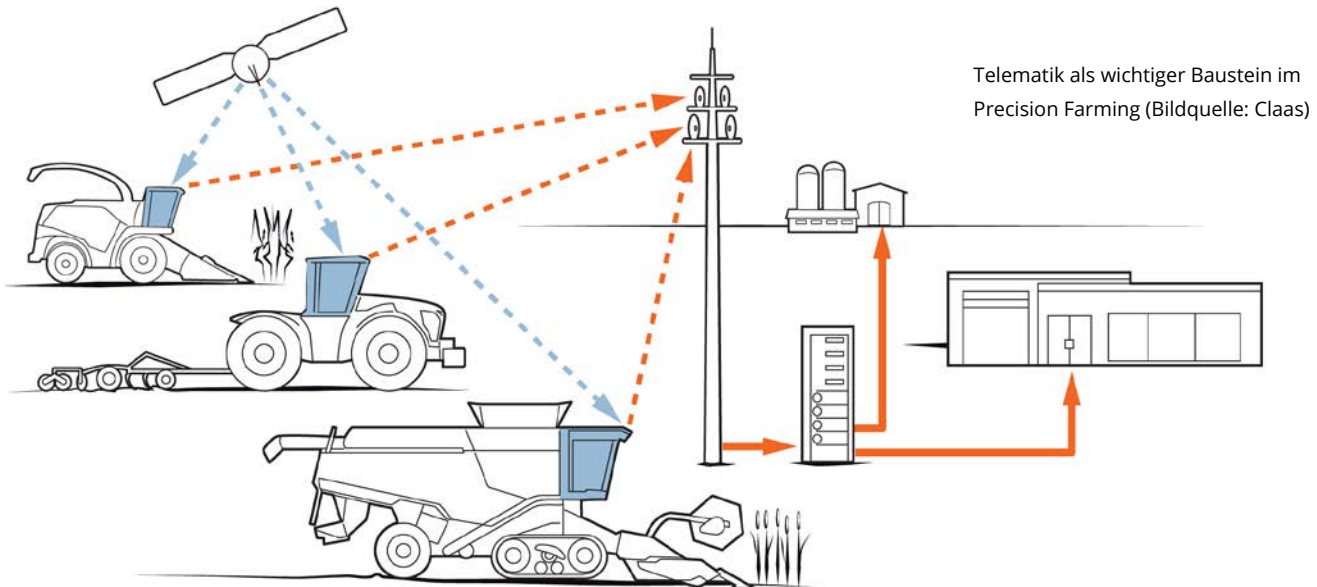 Telematik als wichtiger Baustein im
Precision Farming (Bildquelle: Claas)